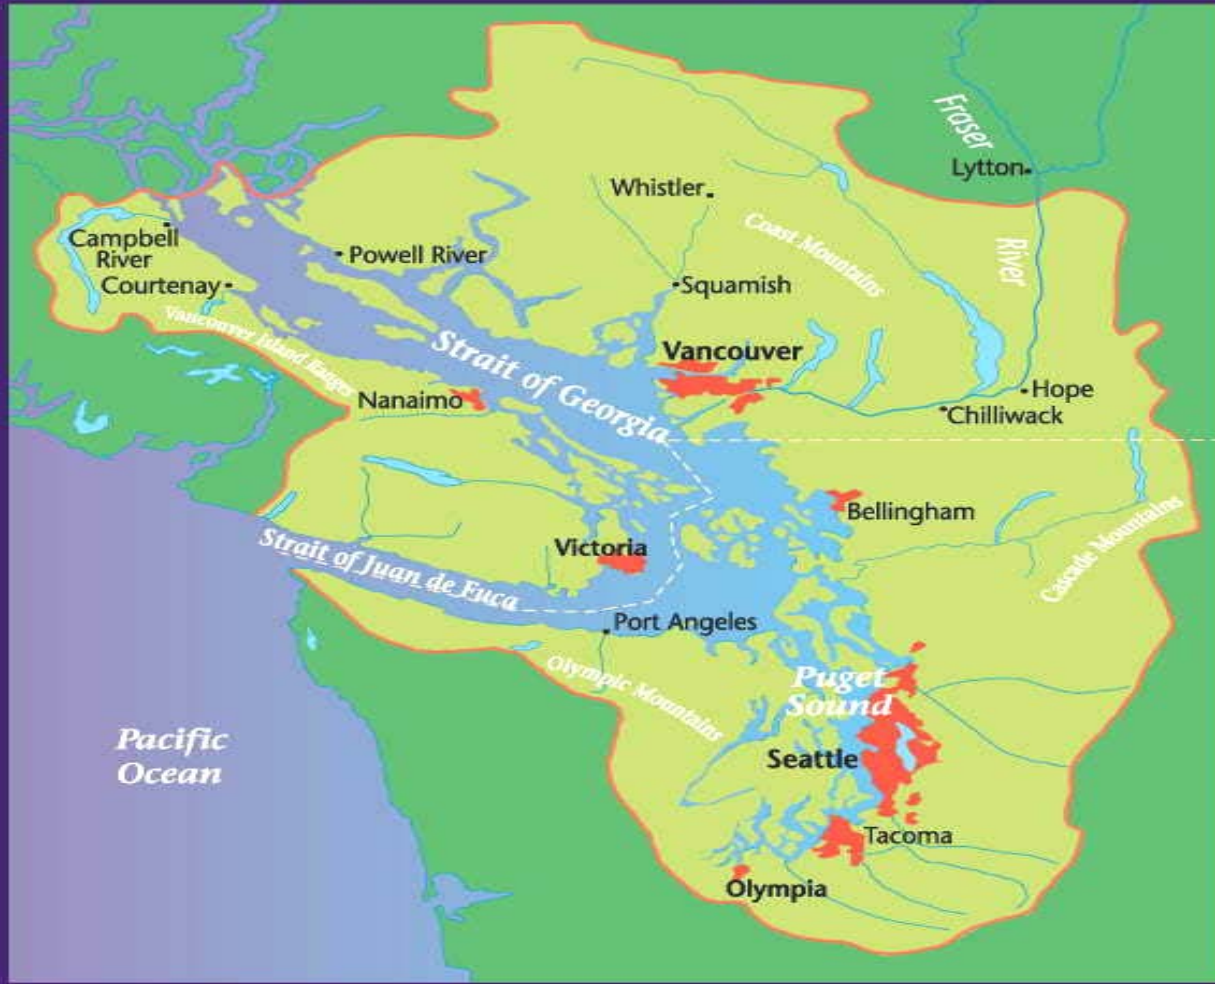 Fraser
River
Lytton
Whistler
Coast Mountains
Campbell
River
Powell River
Courtenay
Squamish
Vancouver Island Ranges
Strait of Georgia
Vancouver
Nanaimo
Hope
Chilliwack
Bellingham
Cascade Mountains
Strait of Juan de Fuca
Victoria
Port Angeles
Olympic Mountains
Puget
Sound
Pacific
Ocean
Seattle
Tacoma
Olympia